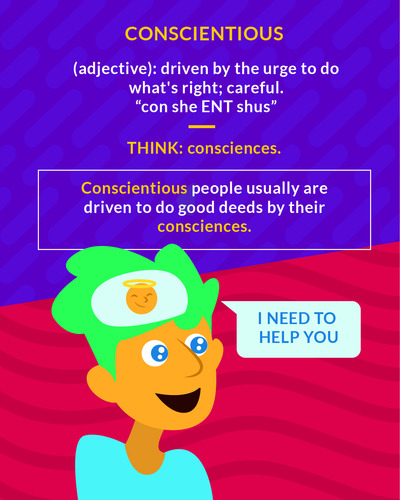 CONSCIENTIOUS
(adjective): driven by the urge to do
what's right; careful.
“con she ENT shus”
THINK: consciences.
Conscientious people usually are
driven to do good deeds by their
consciences.
I NEED TO
HELP YOU